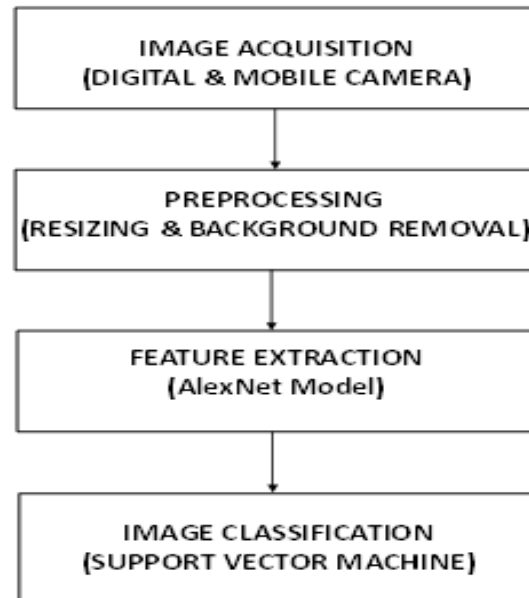 IMAGE ACQUISITION
(DIGITAL & MOBILE CAMERA)
PREPROCESSING
(RESIZING & BACKGROUND REMOVAL)
FEATURE EXTRACTION
(AlexNet Model)
IMAGE CLASSIFICATION
(SUPPORT VECTOR MACHINE)